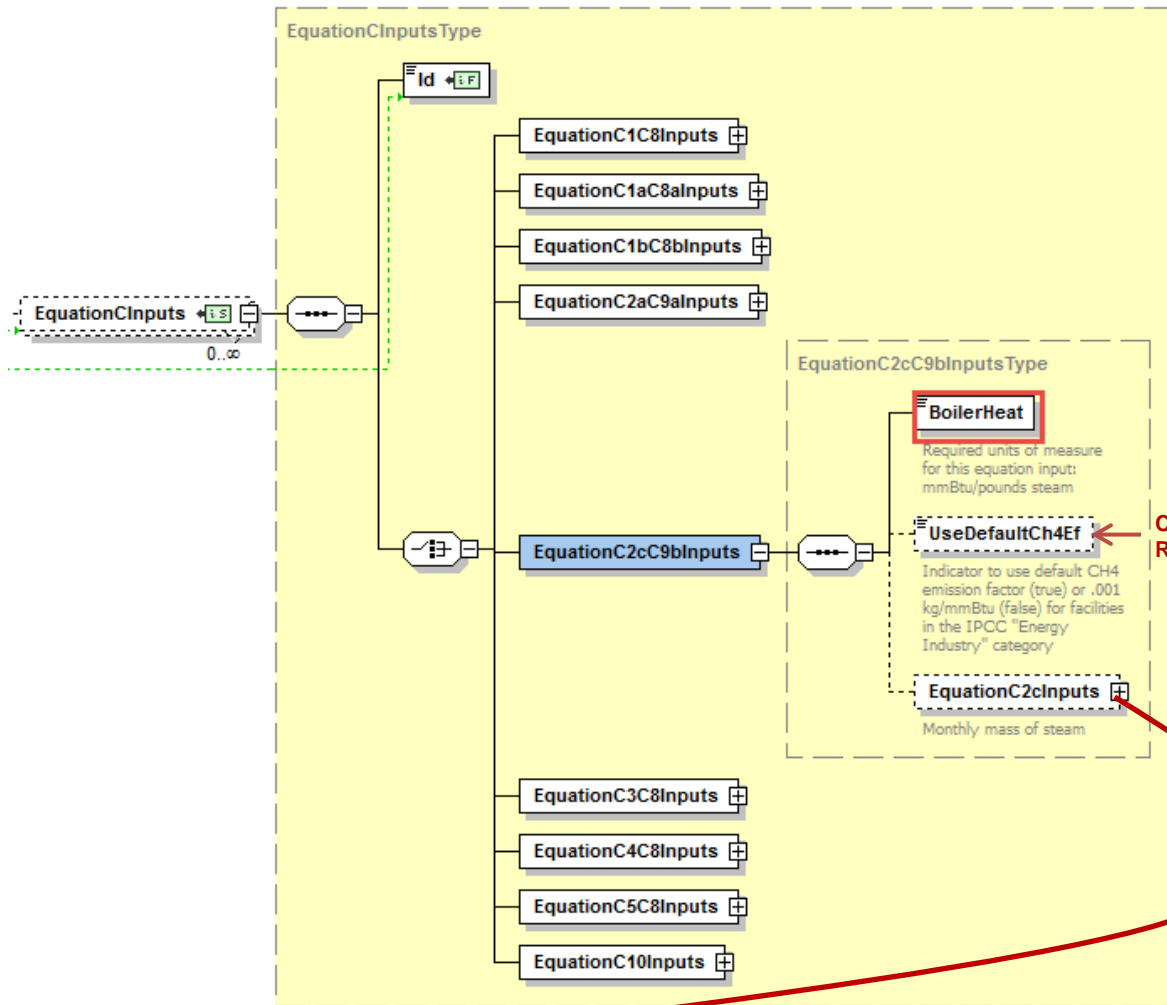 EquationCInputsType
Id
EquationC1C8Inputs
EquationC1aC8aInputs
EquationC1bC8bInputs
EquationC2aC9aInputs
EquationCInputs
0..∞
EquationC2cC9bInputsType
BoilerHeat
Required units of measure
for this equation input:
mmBtu/pounds steam
UseDefaultCh4Ef
Indicator to use default CH4
emission factor (true) or .001
kg/mmBtu (false) for facilities
in the IPCC "Energy
Industry" category
EquationC2cC9bInputs
EquationC2cInputs
Monthly mass of steam
EquationC3C8Inputs
EquationC4C8Inputs
EquationC5C8Inputs
EquationC10Inputs